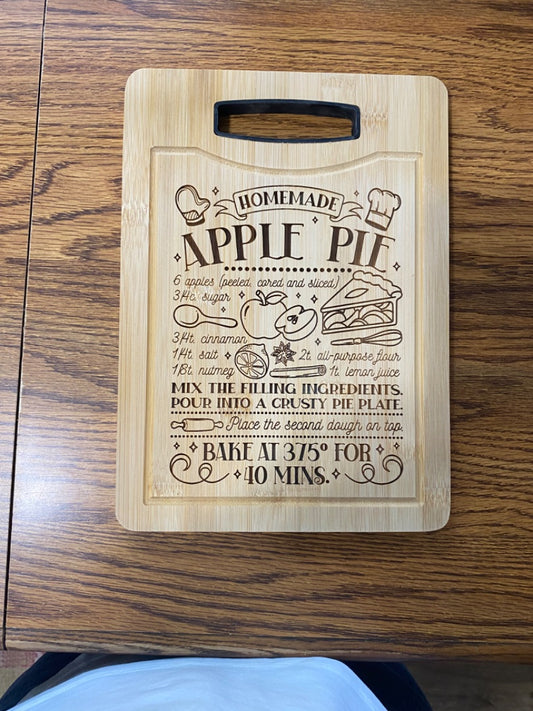 HOMEMADE
APPLE PIE
6 apples (peeled, cored and sliced)
3/4c. sugar
3/4t. cinnamon
1/4t. salt
2t. all-purpose flour
1/8t. nutmeg
1t. lemon juice
MIX THE FILLING INGREDIENTS.
POUR INTO A CRUSTY PIE PLATE.
Place the second dough on top.
BAKE AT 375º FOR
40 MINS.